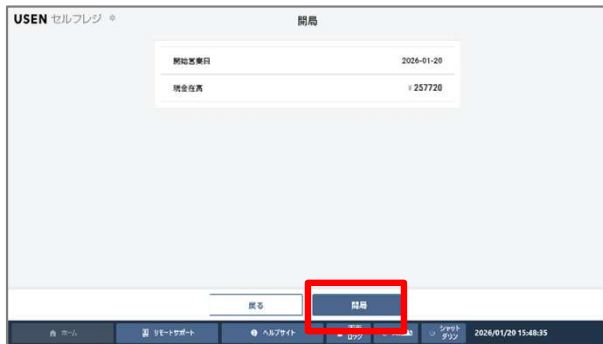 USEN セルフレジ
開局
開始営業日 2026-01-20
現金在高 ¥257720
戻る 開局
ホーム リモートサポート ヘルプサイト ロック シャットダウン 2026/01/20 15:48:35